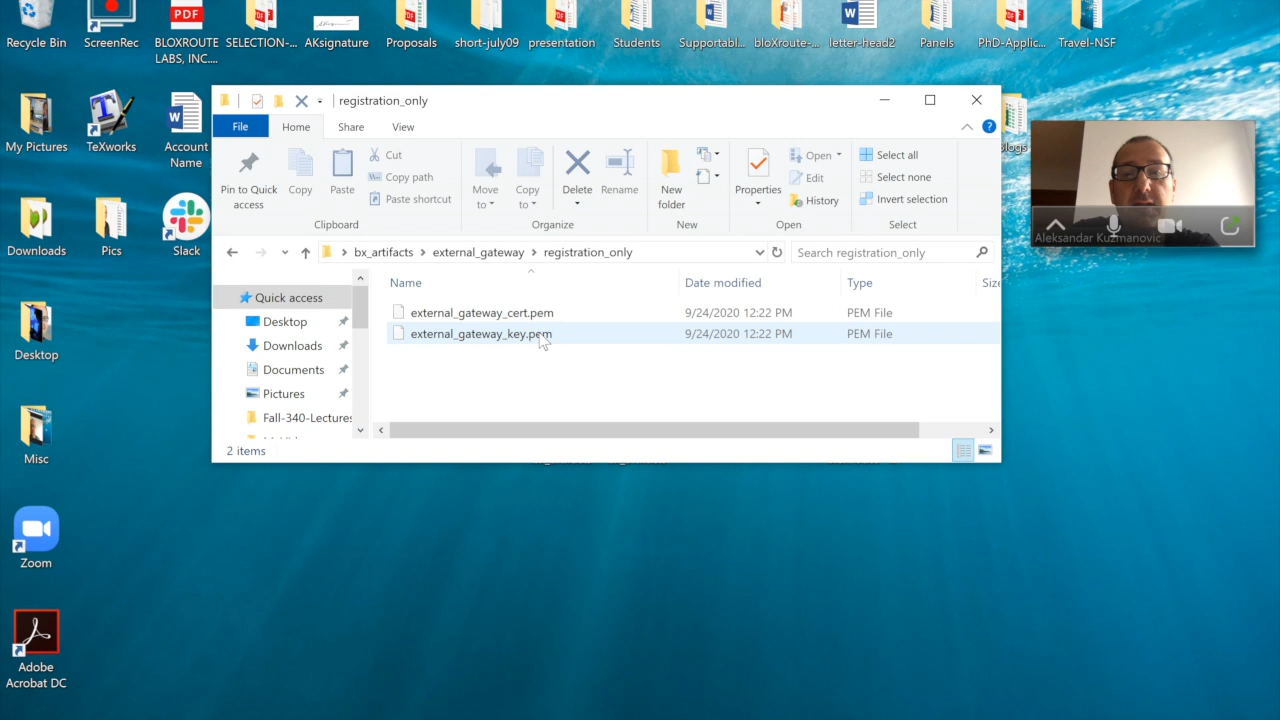 Recycle Bin
ScreenRec
BLOXROUTE
LABS, INC....
SELECTION-...
AKsignature
Proposals
short-july09
presentation
Students
Supportabl...
bloXroute-...
letter-head2
Panels
PhD-Applic...
Travel-NSF
registration_only
File
Home
Share
View
Pin to Quick
access
Copy
Paste
Cut
Copy path
Paste shortcut
Clipboard
Move
to
Copy
to
Delete
Rename
Organize
New
folder
New
Properties
Open
Edit
History
Open
Select all
Select none
Invert selection
Select
bx_artifacts
external_gateway
registration_only
Search registration_only
Name
Date modified
Type
Siz
external_gateway_cert.pem
9/24/2020 12:22 PM
PEM File
external_gateway_key.pem
9/24/2020 12:22 PM
PEM File
Quick access
Desktop
Downloads
Documents
Pictures
Fall-340-Lectures
2 items
My Pictures
TeXworks
Account
Name
Downloads
Pics
Slack
Desktop
Misc
Zoom
Adobe
Acrobat DC
Aleksandar Kuzmanovic